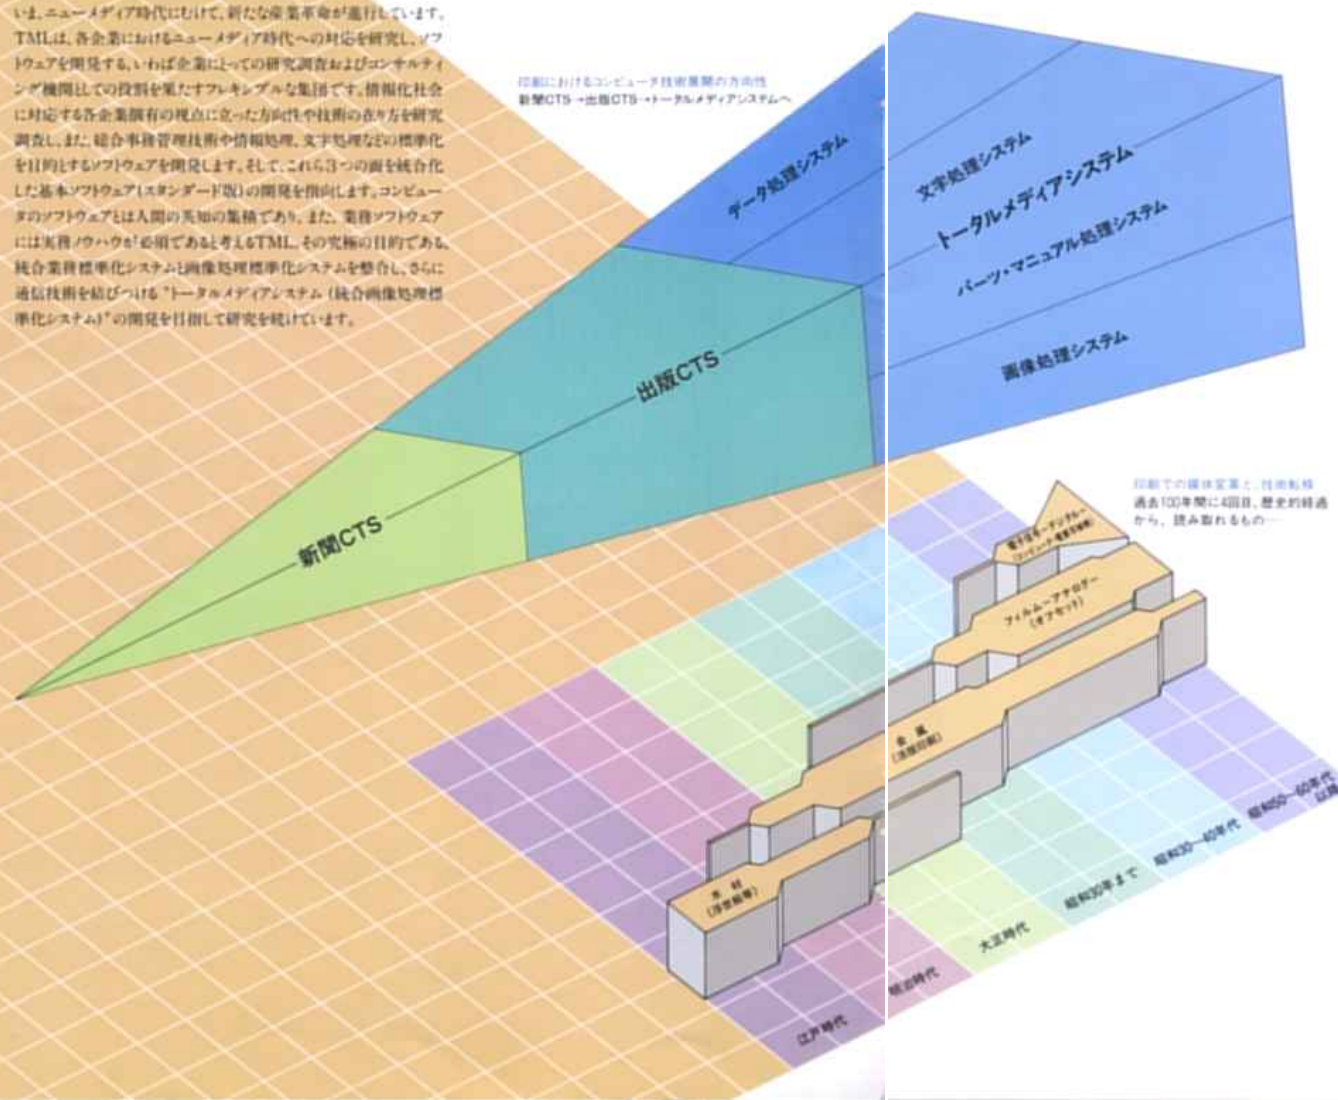 いま、ニューメディア時代にむけて、新たな産業革命が進行しています。
TMLは、各企業におけるニューメディア時代への対応を研究し、ソフ
トウェアを開発する、いわば企業にとっての研究調査およびコンサルティ
ング機関としての役割を果たすフレキシブルな集団です。情報化社会
に対応する各企業個有の視点に立った方向性や技術の在り方を研究
調査し、また、総合事務管理技術や情報処理、文字処理などの標準化
を目的とするソフトウェアを開発します。そして、これら3つの面を統合化
した基本ソフトウェア(スタンダード版)の開発を指向します。コンピュー
タのソフトウェアとは人間の英知の集積であり、また、業務ソフトウェア
には実務ノウハウが必須であると考えるTML。その究極の目的である、
統合業務標準化システムと画像処理標準化システムを整合し、さらに
通信技術を結びつける“トータルメディアシステム(統合画像処理標
準化システム)”の開発を目指して研究を続けています。
印刷におけるコンピュータ技術展開の方向性
新聞CTS→出版CTS→トータルメディアシステムへ
データ処理システム
文字処理システム
トータルメディアシステム
パーツ・マニュアル処理システム
画像処理システム
出版CTS
新聞CTS
印刷での媒体変革と、技術転移
過去100年間に4回目、歴史的経過
から、読み取れるもの…
電子信号ーデジタルー
(コンピュータ・電算写植機)
フィルムーアナログー
(オフセット)
金属
(活版印刷)
木材
(浮世絵等)
江戸時代
明治時代
大正時代
昭和30年まで
昭和30〜40年代
昭和50〜60年代
以降